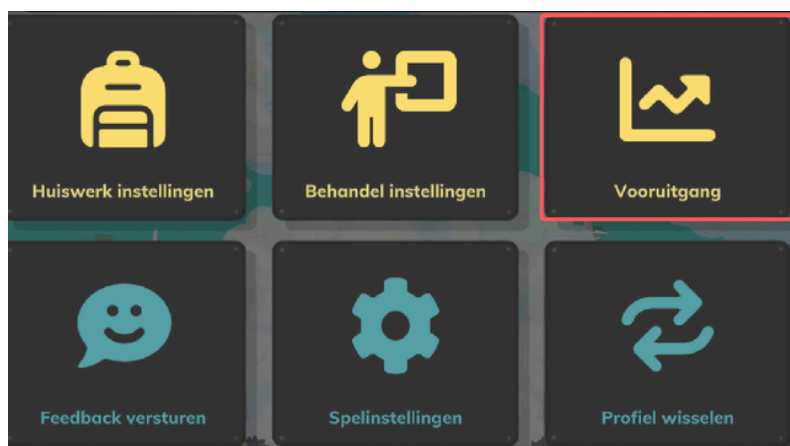 Huiswerk instellingen
Behandel instellingen
Vooruitgang
Feedback versturen
Spelinstellingen
Profiel wisselen